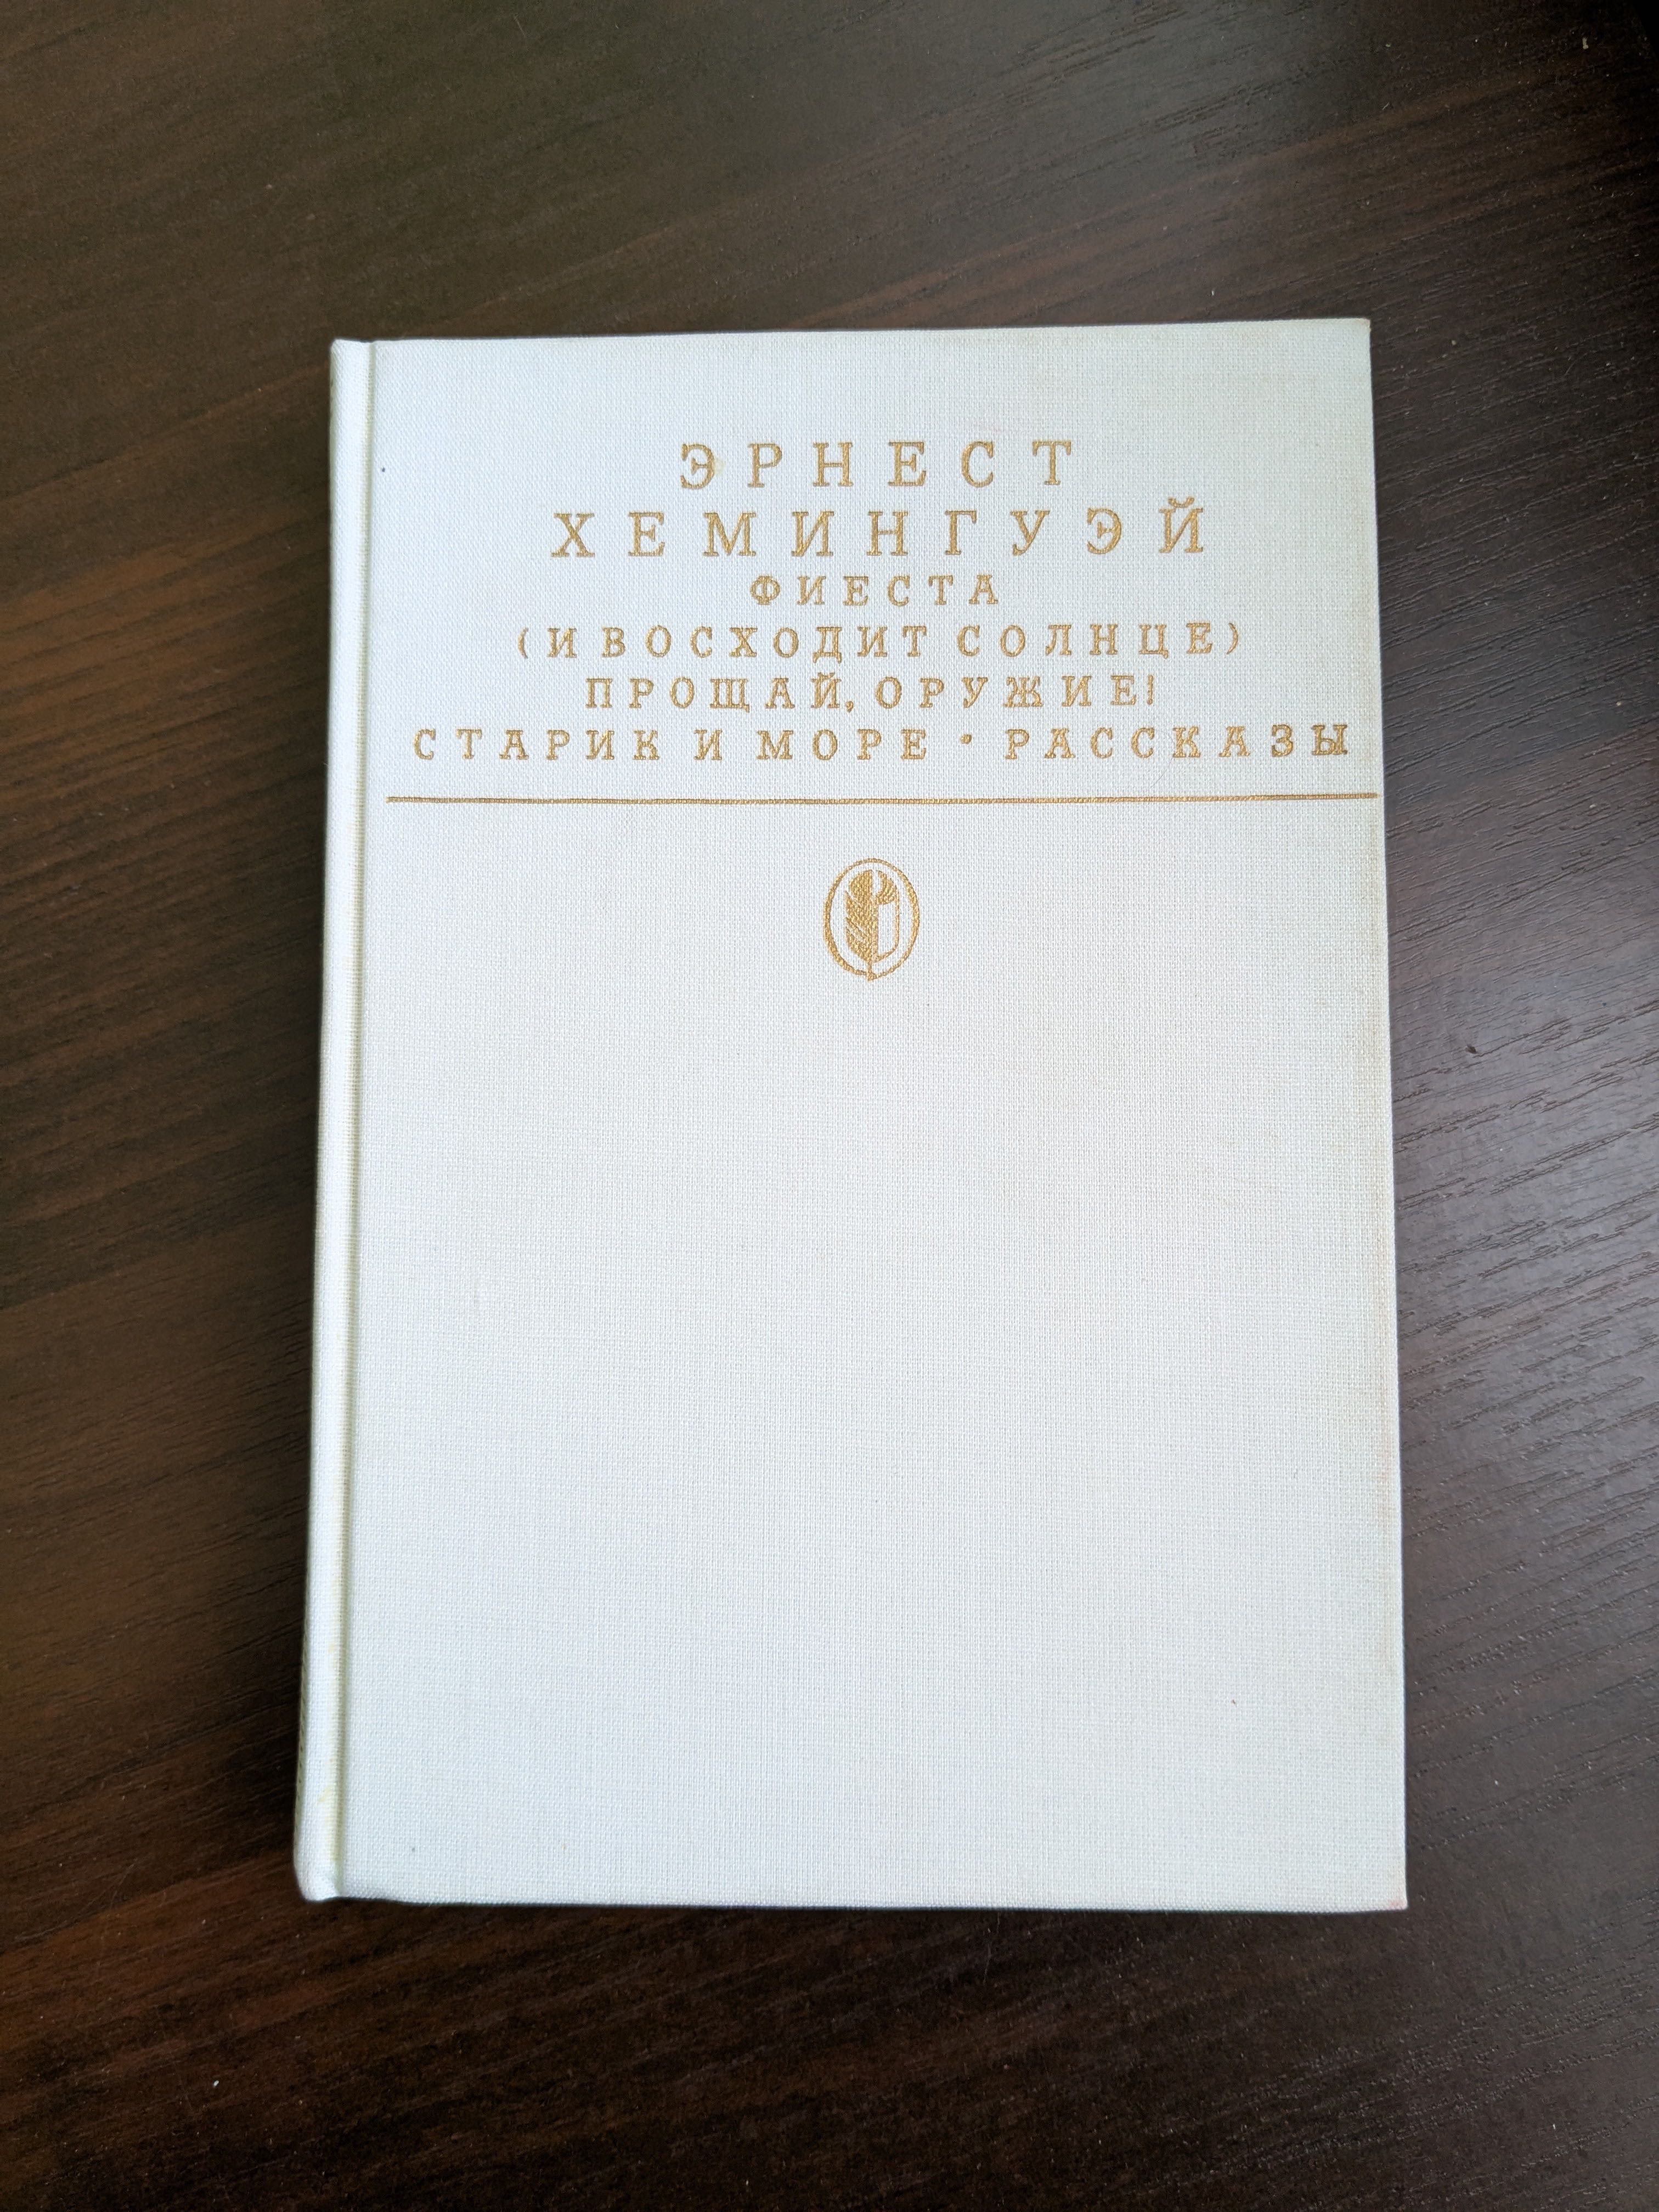 ЭРНЕСТ
ХЕМИНГУЭЙ
ФИЕСТА
(И ВОСХОДИТ СОЛНЦЕ)
ПРОЩАЙ, ОРУЖИЕ!
СТАРИК И МОРЕ · РАССКАЗЫ